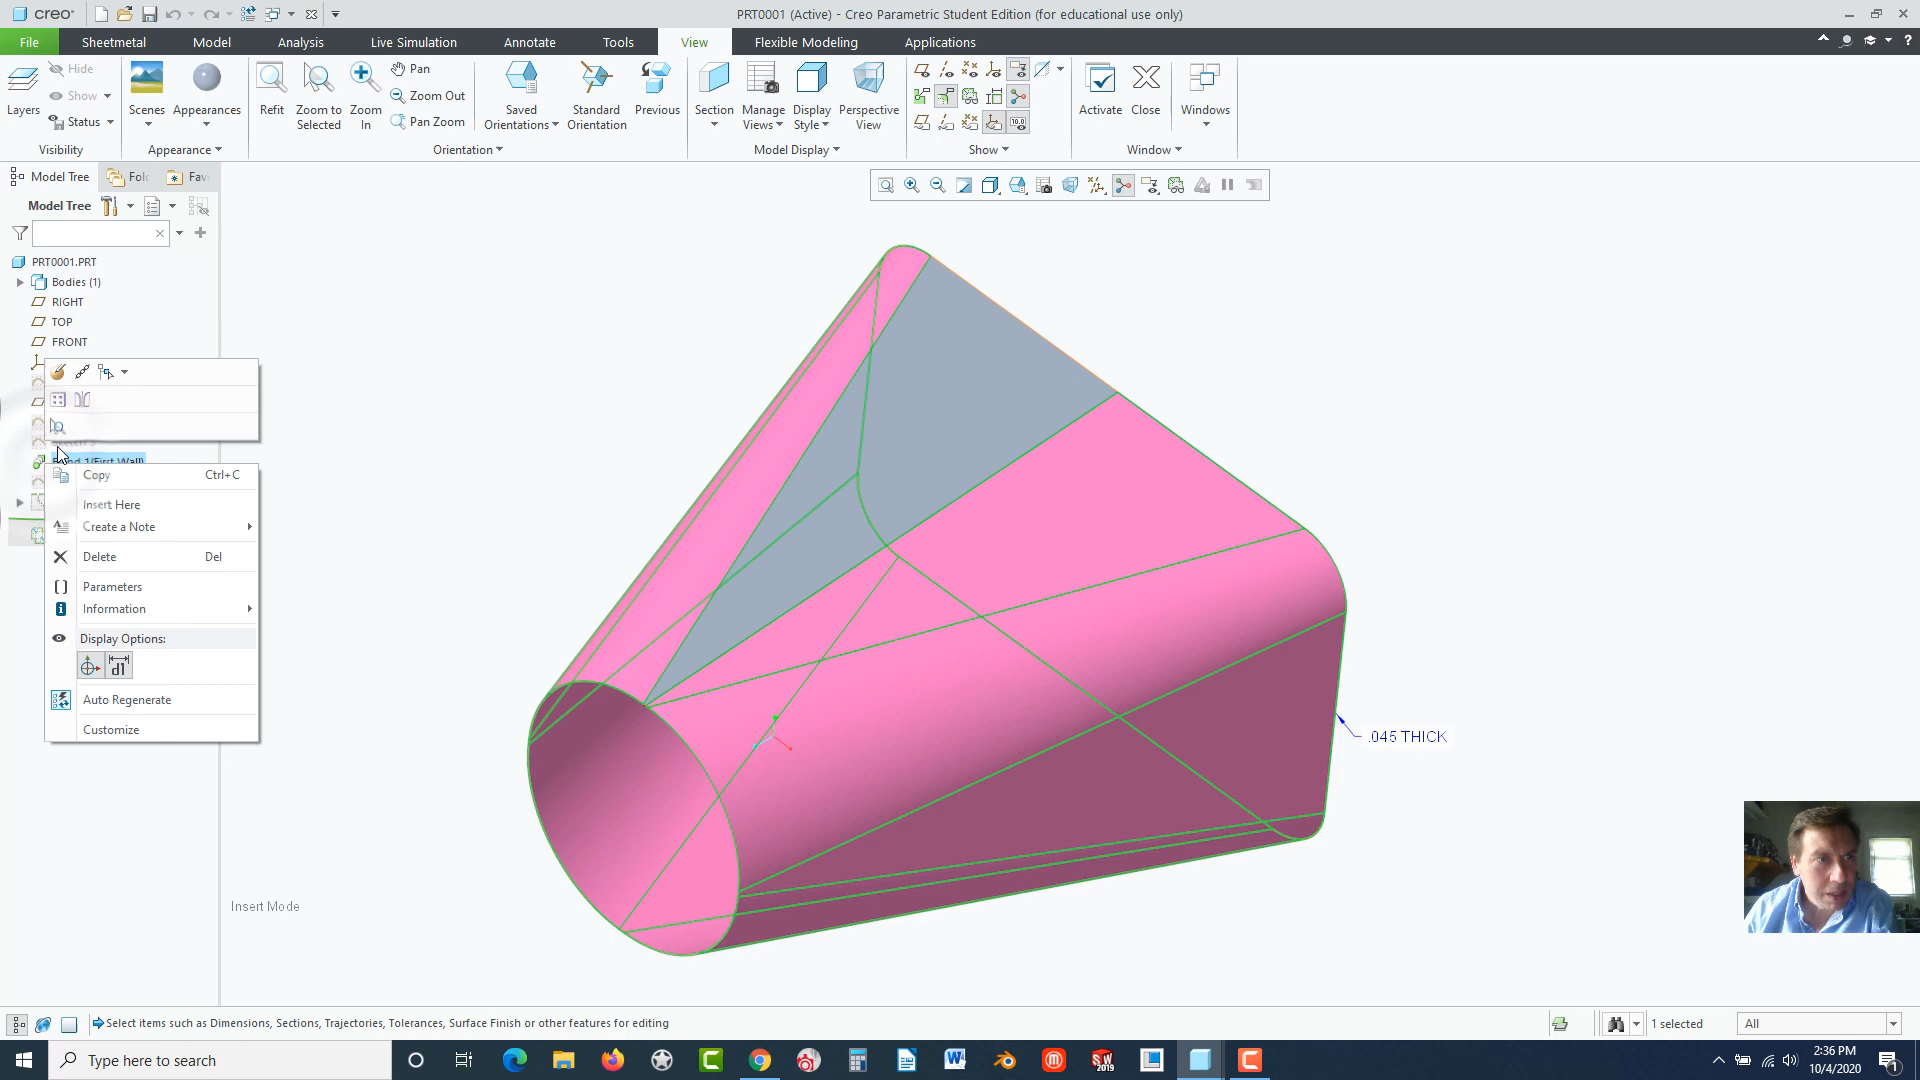 creo
PRT0001 (Active) - Creo Parametric Student Edition (for educational use only)
File Sheetmetal Model Analysis Live Simulation Annotate Tools View Flexible Modeling Applications
Hide
Show
Status
Layers
Visibility
Scenes
Appearances
Appearance
Refit
Zoom to Selected
Zoom In
Pan
Zoom Out
Pan Zoom
Saved Orientations
Standard Orientation
Previous
Orientation
Section
Manage Views
Display Style
Perspective View
Model Display
Show
Activate
Close
Windows
Window
Model Tree Fol Fav
Model Tree
PRT0001.PRT
Bodies (1)
RIGHT
TOP
FRONT
Copy Ctrl+C
Insert Here
Create a Note
Delete Del
Parameters
Information
Display Options:
Auto Regenerate
Customize
.045 THICK
Insert Mode
Select items such as Dimensions, Sections, Trajectories, Tolerances, Surface Finish or other features for editing
1 selected
All
Type here to search
2:36 PM
10/4/2020